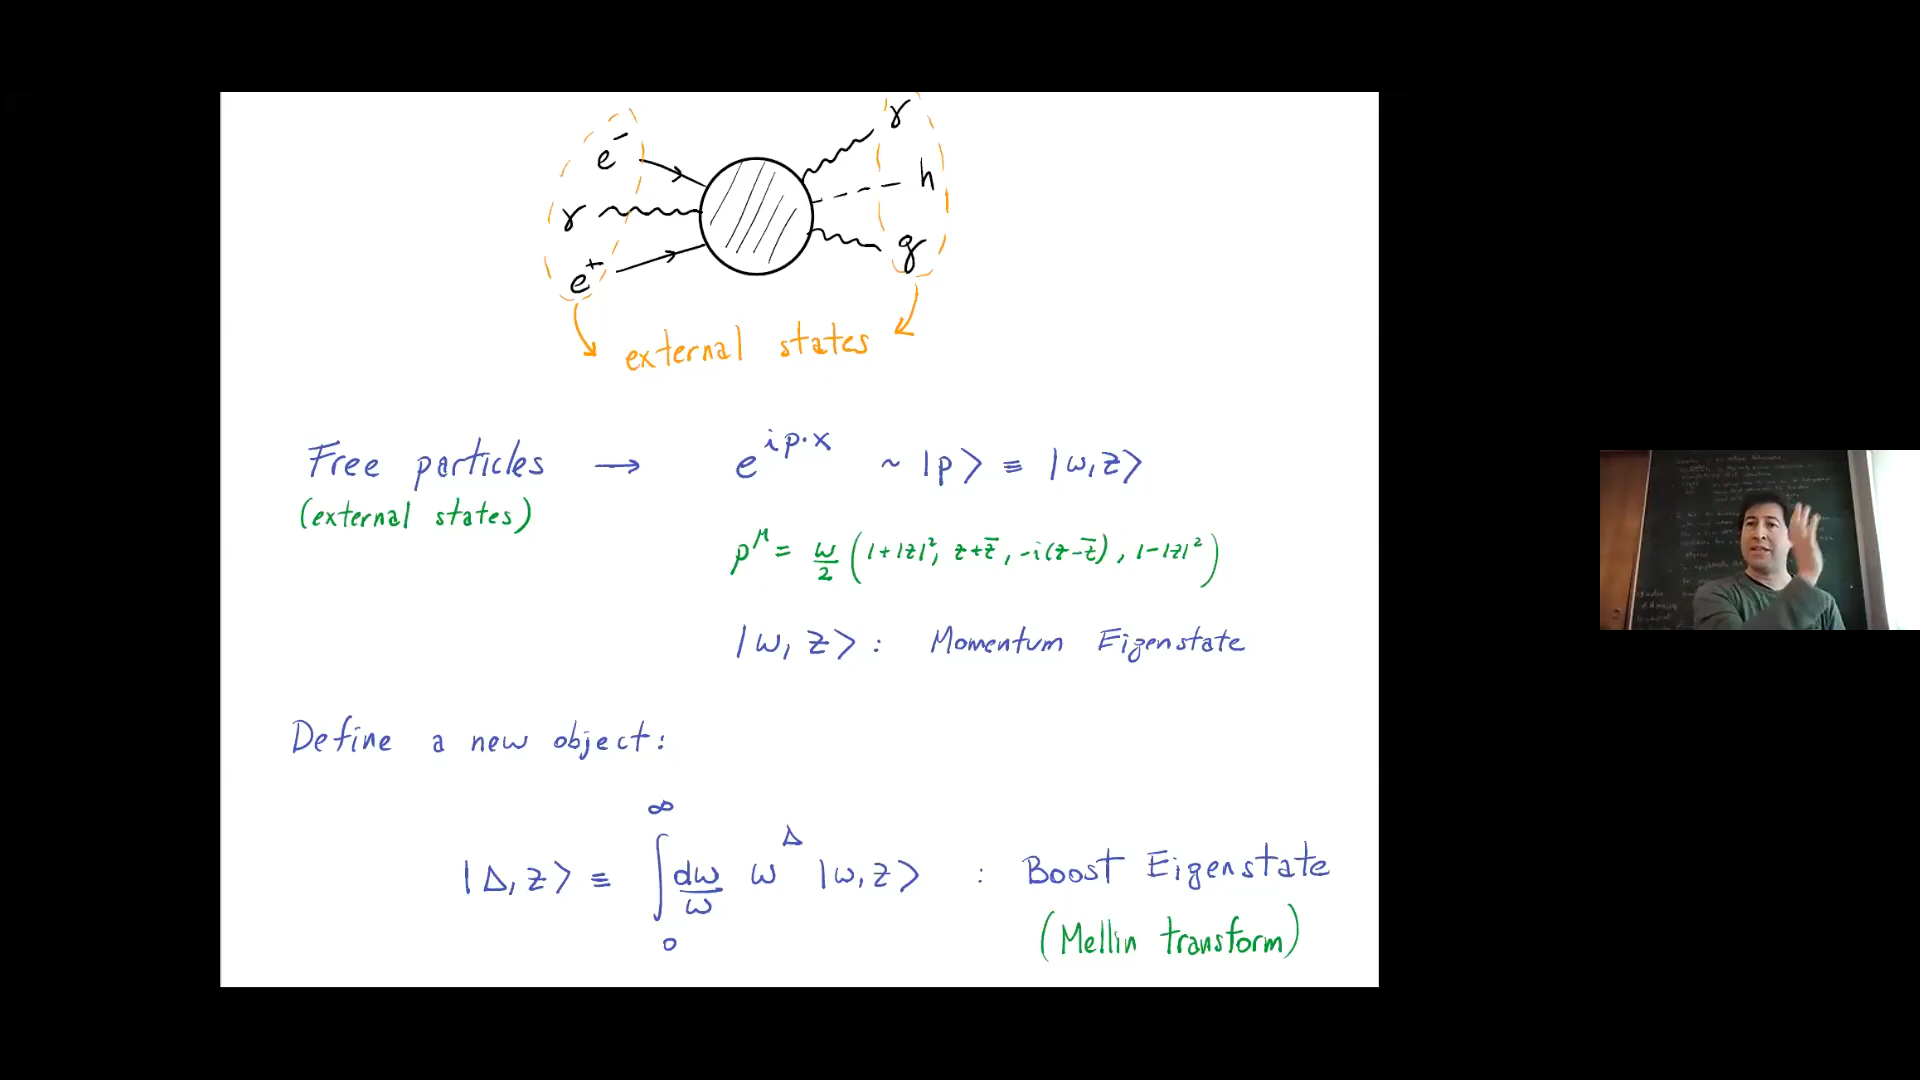 e⁻ γ
γ h
e⁺ g
external states
Free particles → e^{ip·x} ~ |p⟩ ≡ |ω,z⟩
(external states)
p^μ = ω/2 (1+|z|², z+z̄, -i(z-z̄), 1-|z|²)
|ω, z⟩ : Momentum Eigenstate
Define a new object:
|Δ,z⟩ ≡ ∫₀^∞ dω/ω ω^Δ |ω,z⟩ : Boost Eigenstate
(Mellin transform)